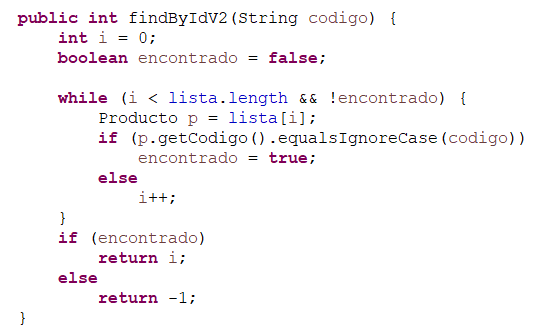 public int findByIdV2(String codigo) {
    int i = 0;
    boolean encontrado = false;

    while (i < lista.length && !encontrado) {
        Producto p = lista[i];
        if (p.getCodigo().equalsIgnoreCase(codigo))
            encontrado = true;
        else
            i++;
    }
    if (encontrado)
        return i;
    else
        return -1;
}